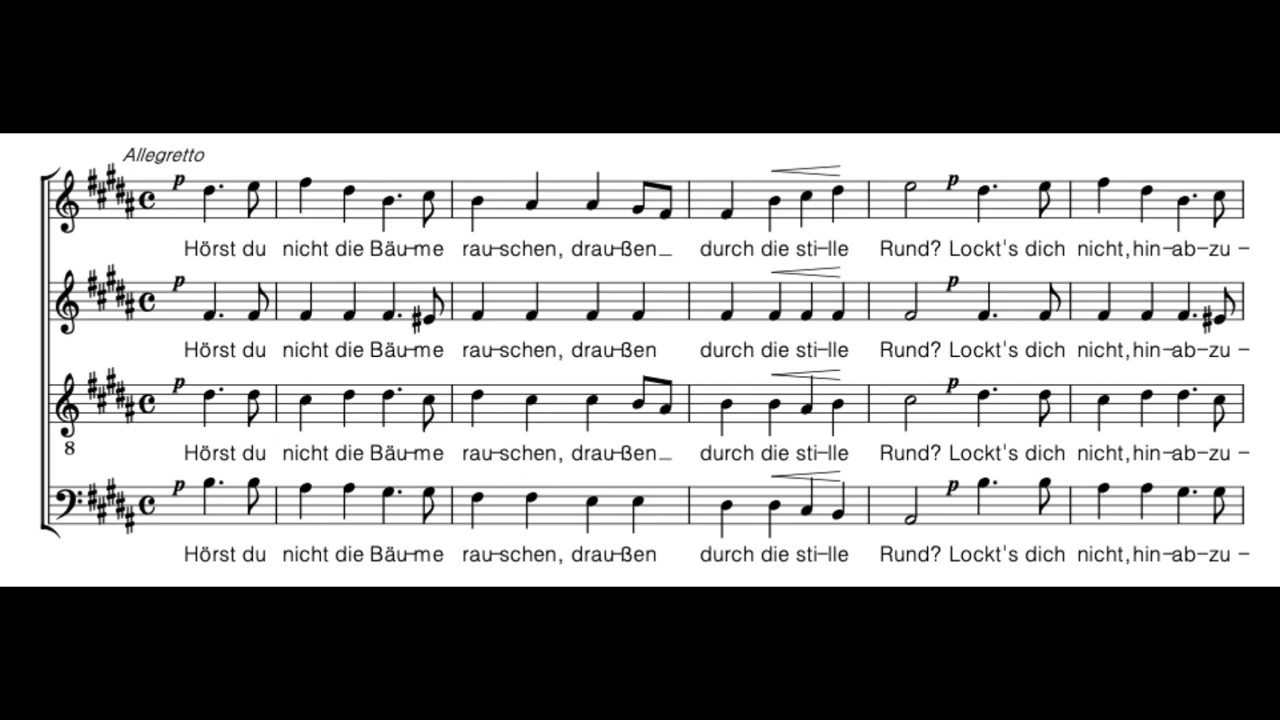 Allegretto
p p
Hörst du nicht die Bäu-me rau-schen, drau-ßen_ durch die sti-lle Rund? Lockt's dich nicht, hin-ab-zu -
p p
Hörst du nicht die Bäu-me rau-schen, drau-ßen durch die sti-lle Rund? Lockt's dich nicht, hin-ab-zu -
p p
8
Hörst du nicht die Bäu-me rau-schen, drau-ßen_ durch die sti-lle Rund? Lockt's dich nicht, hin-ab-zu -
p p
Hörst du nicht die Bäu-me rau-schen, drau-ßen durch die sti-lle Rund? Lockt's dich nicht, hin-ab-zu -